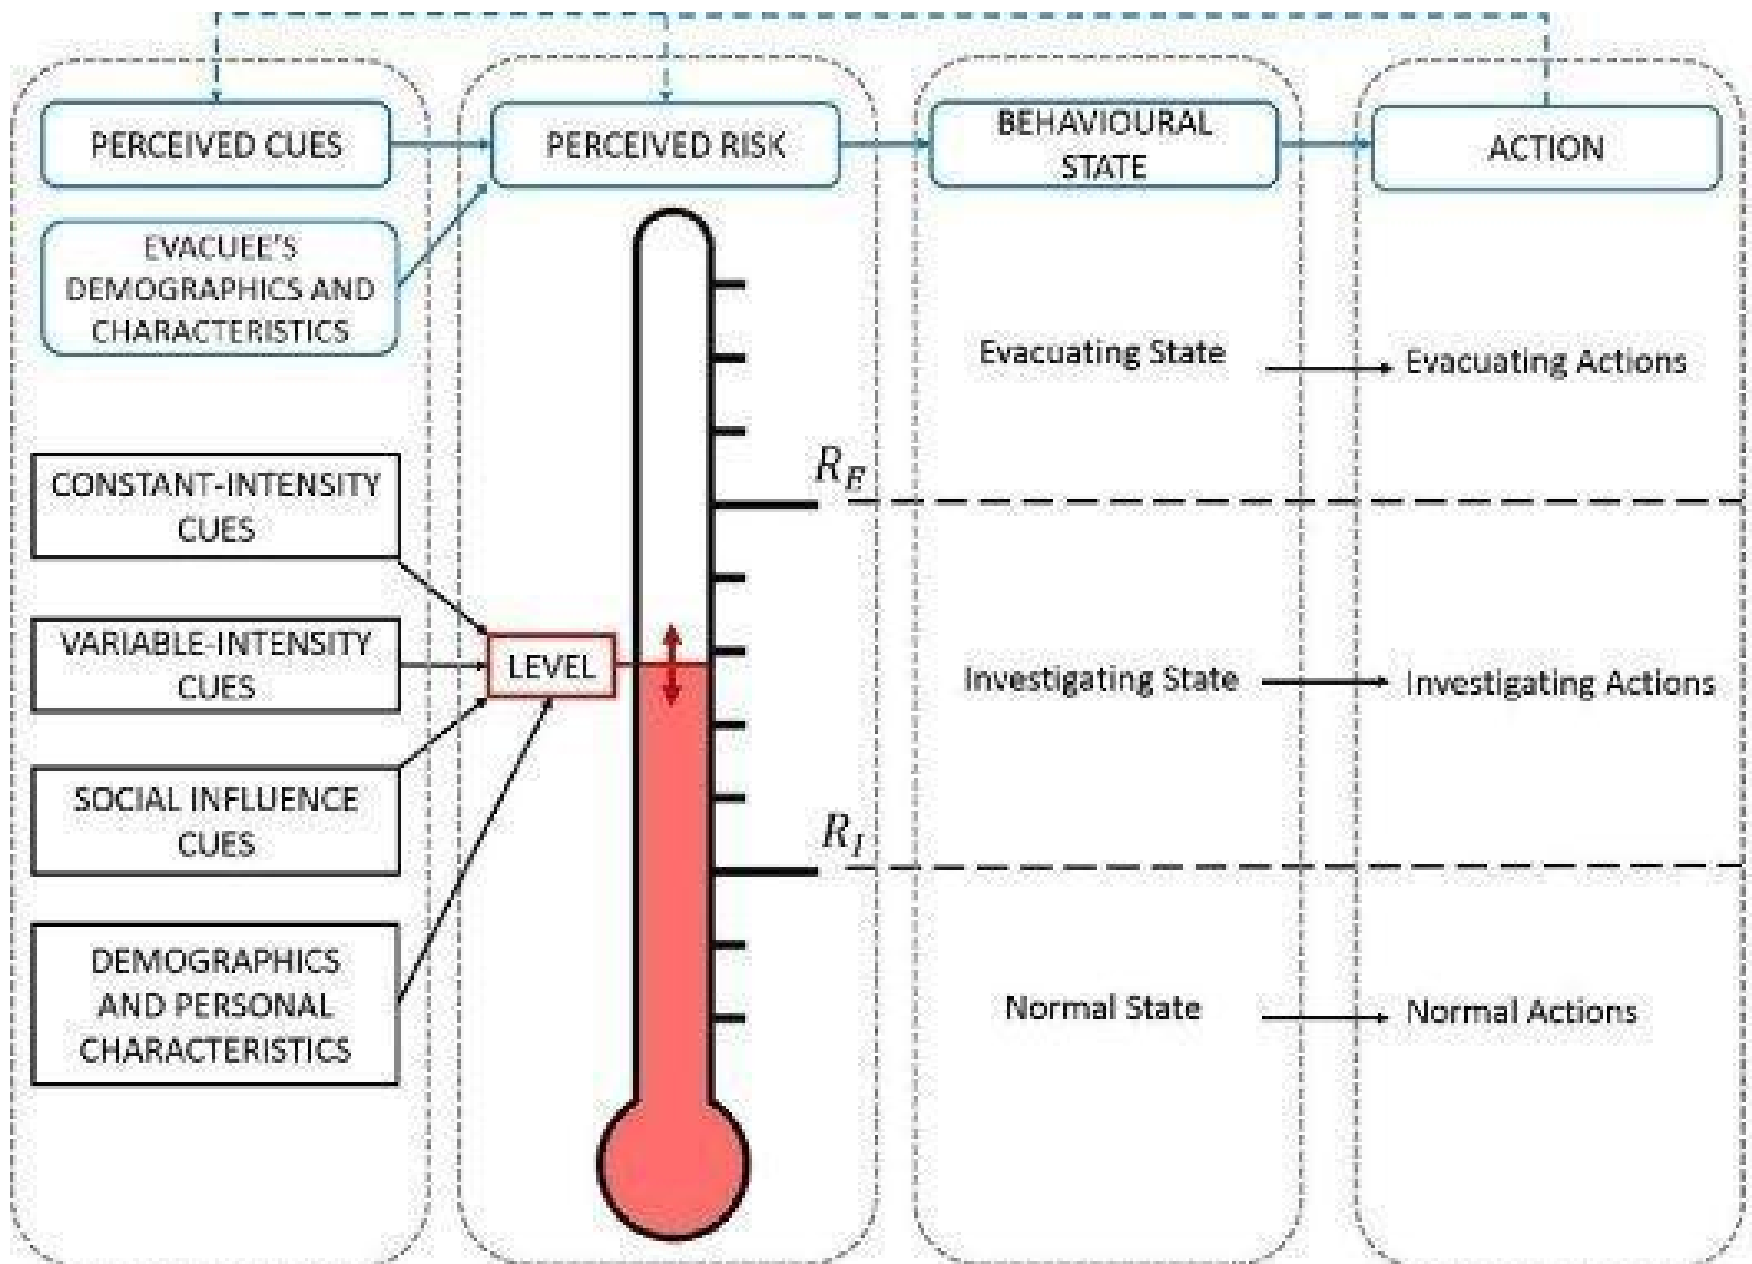 PERCEIVED CUES
PERCEIVED RISK
BEHAVIOURAL
STATE
ACTION
EVACUEE'S
DEMOGRAPHICS AND
CHARACTERISTICS
Evacuating State
Evacuating Actions
R_E
CONSTANT-INTENSITY
CUES
VARIABLE-INTENSITY
CUES
LEVEL
Investigating State
Investigating Actions
SOCIAL INFLUENCE
CUES
R_I
DEMOGRAPHICS
AND PERSONAL
CHARACTERISTICS
Normal State
Normal Actions